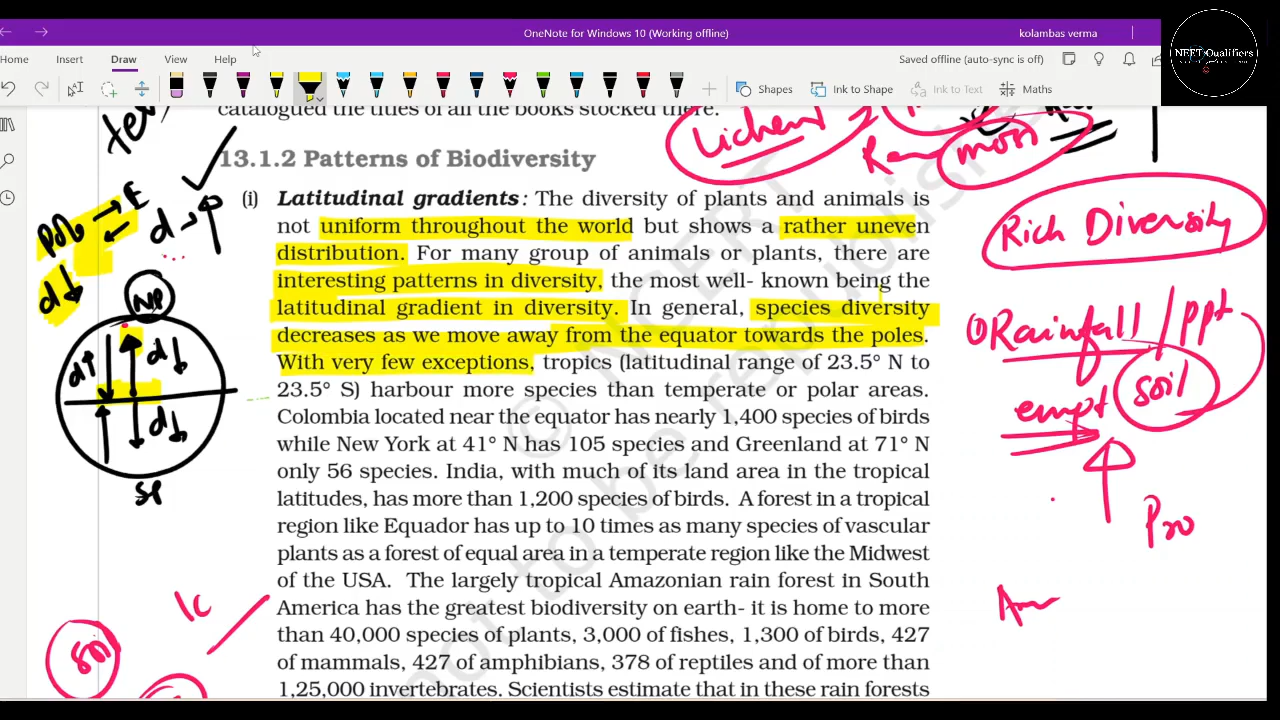 OneNote for Windows 10 (Working offline)
kolambas verma
NEET Qualifiers
Home Insert Draw View Help
Saved offline (auto-sync is off)
Shapes Ink to Shape Ink to Text Maths
catalogued the titles of all the books stocked there.
Lichens
moss
13.1.2 Patterns of Biodiversity
(i) Latitudinal gradients: The diversity of plants and animals is
not uniform throughout the world but shows a rather uneven
distribution. For many group of animals or plants, there are
interesting patterns in diversity, the most well- known being the
latitudinal gradient in diversity. In general, species diversity
decreases as we move away from the equator towards the poles.
With very few exceptions, tropics (latitudinal range of 23.5° N to
23.5° S) harbour more species than temperate or polar areas.
Colombia located near the equator has nearly 1,400 species of birds
while New York at 41° N has 105 species and Greenland at 71° N
only 56 species. India, with much of its land area in the tropical
latitudes, has more than 1,200 species of birds. A forest in a tropical
region like Equador has up to 10 times as many species of vascular
plants as a forest of equal area in a temperate region like the Midwest
of the USA. The largely tropical Amazonian rain forest in South
America has the greatest biodiversity on earth- it is home to more
than 40,000 species of plants, 3,000 of fishes, 1,300 of birds, 427
of mammals, 427 of amphibians, 378 of reptiles and of more than
1,25,000 invertebrates. Scientists estimate that in these rain forests
pole → E
← d → ↑
d↓
NP
d↑ d↓
d↓
SP
Rich Diversity
① Rainfall / ppt
soil
Pro
© NCERT
not to be republished